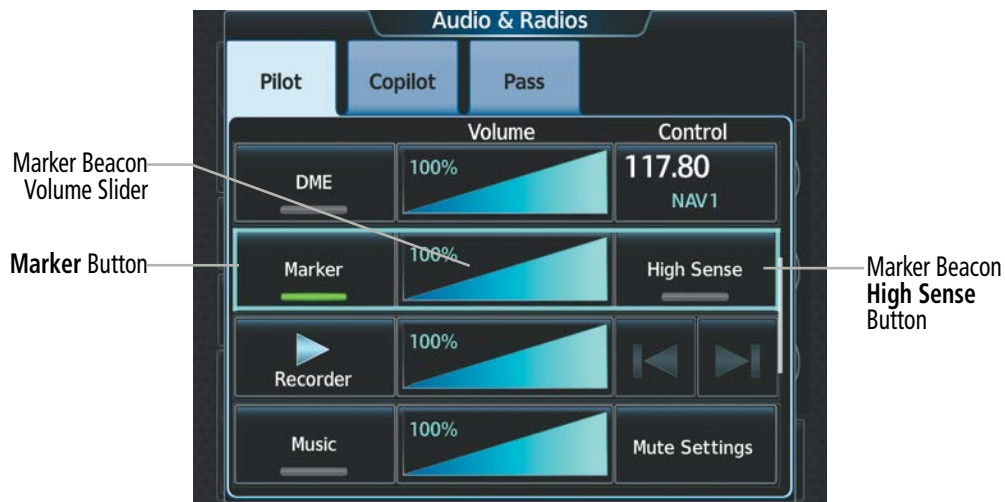 Audio & Radios
Pilot
Copilot
Pass
Volume
Control
DME
100%
117.80
NAV1
Marker Beacon
Volume Slider
Marker Button
Marker
100%
High Sense
Marker Beacon
High Sense
Button
Recorder
100%
Music
100%
Mute Settings